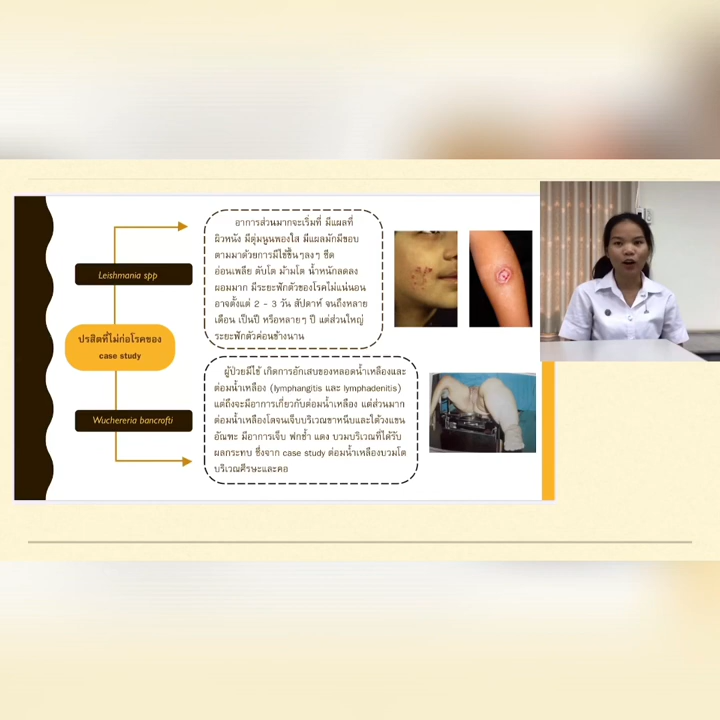 อาการส่วนมากจะเริ่มที่ มีแผลที่
ผิวหนัง มีตุ่มนูนพองใส มีแผลมักมีขอบ
ตามมาด้วยการมีไข้ขึ้นๆลงๆ ซีด
อ่อนเพลีย ตับโต ม้ามโต น้ำหนักลดลง
ผอมมาก มีระยะฟักตัวของโรคไม่แน่นอน
อาจตั้งแต่ 2 - 3 วัน สัปดาห์ จนถึงหลาย
เดือน เป็นปี หรือหลายๆ ปี แต่ส่วนใหญ่
ระยะฟักตัวค่อนข้างนาน
Leishmania spp
ปรสิตที่ไม่ก่อโรคของ
case study
Wuchereria bancrofti
ผู้ป่วยมีไข้ เกิดการอักเสบของหลอดน้ำเหลืองและ
ต่อมน้ำเหลือง (lymphangitis และ lymphadenitis)
แต่ถึงจะมีอาการเกี่ยวกับต่อมน้ำเหลือง แต่ส่วนมาก
ต่อมน้ำเหลืองโตจนเจ็บบริเวณขาหนีบและใต้วงแขน
อัณฑะ มีอาการเจ็บ ฟกช้ำ แดง บวมบริเวณที่ได้รับ
ผลกระทบ ซึ่งจาก case study ต่อมน้ำเหลืองบวมโต
บริเวณศีรษะและคอ